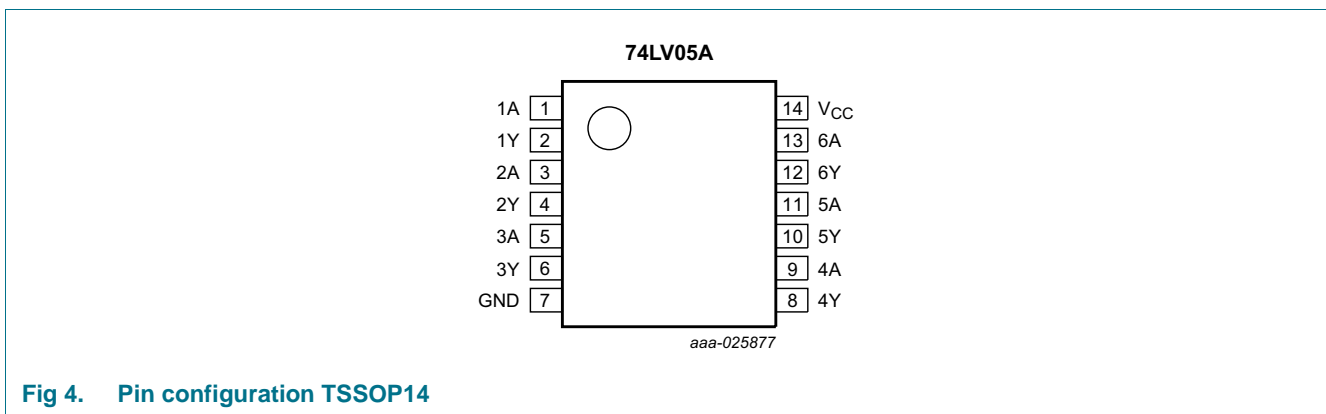 74LV05A
1A 1 14 VCC
1Y 2 13 6A
2A 3 12 6Y
2Y 4 11 5A
3A 5 10 5Y
3Y 6 9 4A
GND 7 8 4Y
aaa-025877
Fig 4. Pin configuration TSSOP14